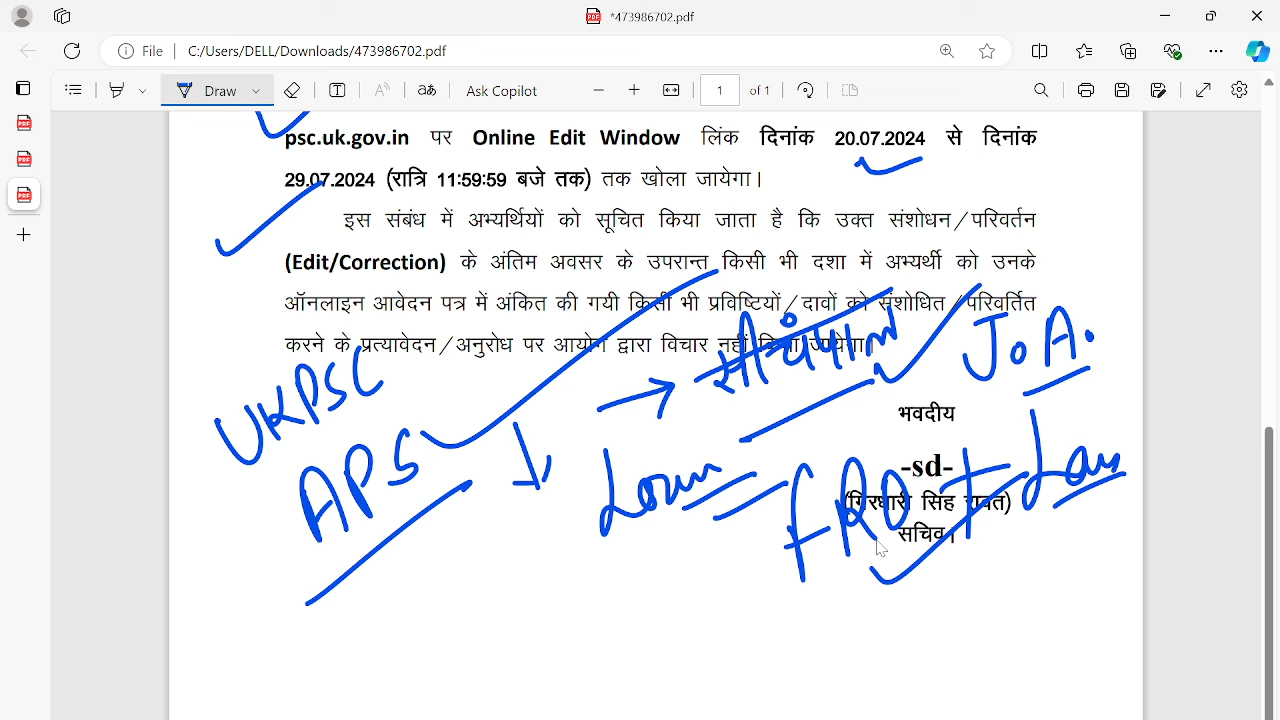 *473986702.pdf
File C:/Users/DELL/Downloads/473986702.pdf
Draw aあ Ask Copilot 1 of 1
psc.uk.gov.in पर Online Edit Window लिंक दिनांक 20.07.2024 से दिनांक
29.07.2024 (रात्रि 11:59:59 बजे तक) तक खोला जायेगा।
इस संबंध में अभ्यर्थियों को सूचित किया जाता है कि उक्त संशोधन/परिवर्तन
(Edit/Correction) के अंतिम अवसर के उपरान्त किसी भी दशा में अभ्यर्थी को उनके
ऑनलाइन आवेदन पत्र में अंकित की गयी किसी भी प्रविष्टियों/दावों को संशोधित/परिवर्तित
करने के प्रत्यावेदन/अनुरोध पर आयोग द्वारा विचार नहीं किया जायेगा।
J.A.
UKPSC
भवदीय
APS
-sd-
FRO
(गिरधारी सिंह रावत)
सचिव।